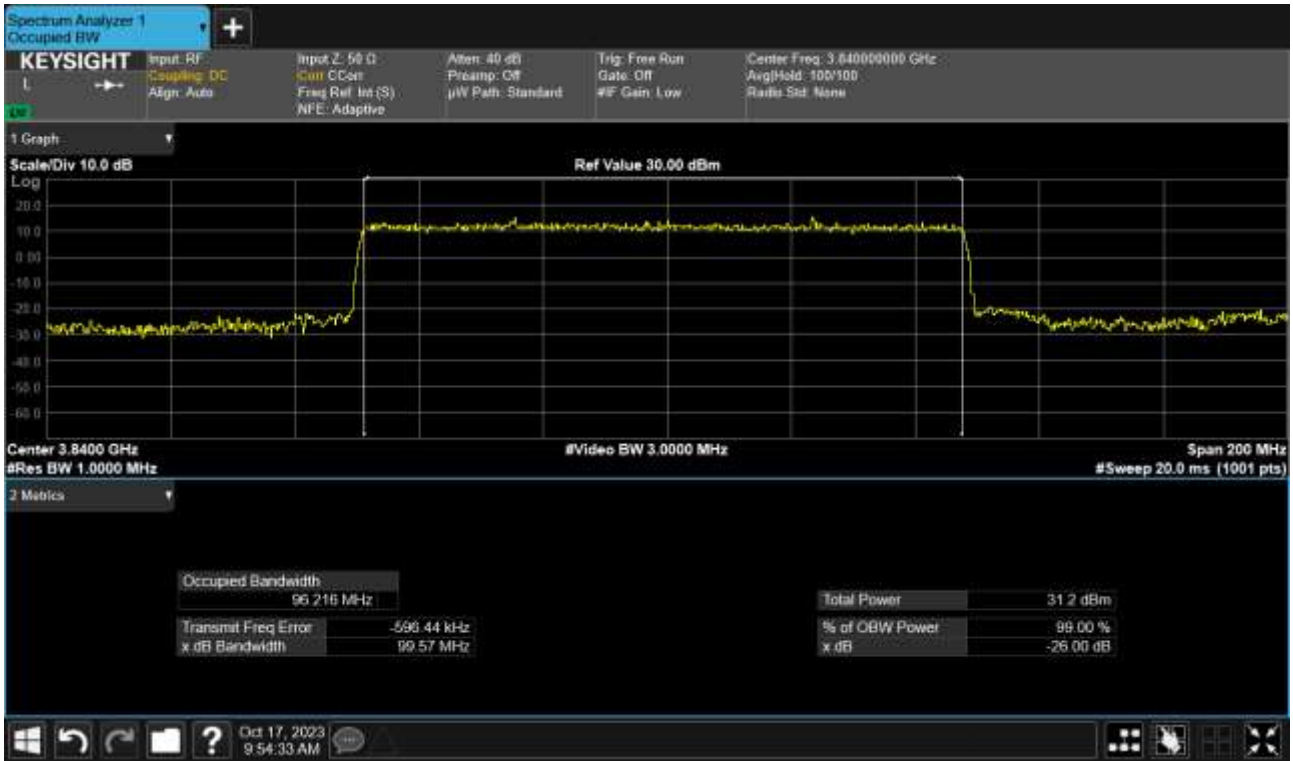 Spectrum Analyzer 1
Occupied BW
+
KEYSIGHT
L
Input: RF
Coupling: DC
Align: Auto
Input Z: 50 Ω
Corr CCorr
Freq Ref: Int (S)
NFE: Adaptive
Atten: 40 dB
Preamp: Off
µW Path: Standard
Trig: Free Run
Gate: Off
#IF Gain: Low
Center Freq: 3.840000000 GHz
Avg|Hold: 100/100
Radio Std: None
1 Graph
Scale/Div 10.0 dB
Ref Value 30.00 dBm
Log
20.0
10.0
0.00
-10.0
-20.0
-30.0
-40.0
-50.0
-60.0
Center 3.8400 GHz
#Video BW 3.0000 MHz
Span 200 MHz
#Res BW 1.0000 MHz
#Sweep 20.0 ms (1001 pts)
2 Metrics
Occupied Bandwidth
96.216 MHz
Total Power 31.2 dBm
Transmit Freq Error -596.44 kHz
% of OBW Power 99.00 %
x dB Bandwidth 99.57 MHz
x dB -26.00 dB
?
Oct 17, 2023
9:54:33 AM